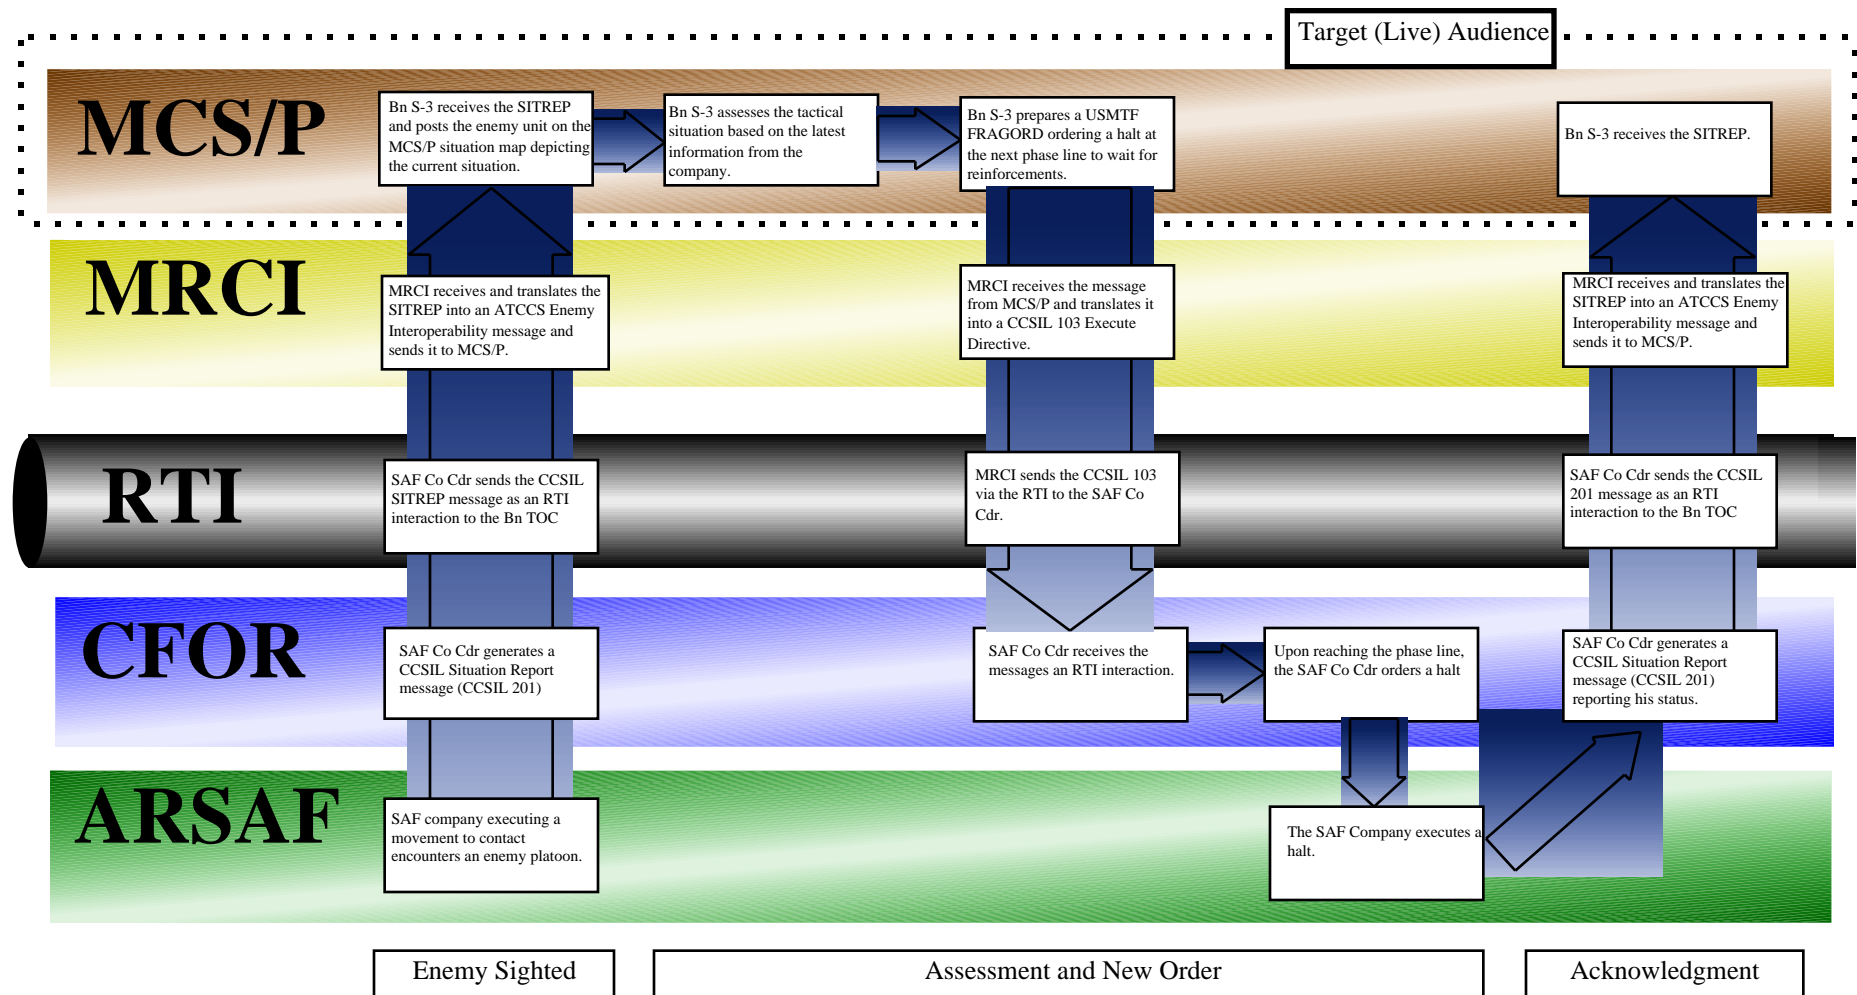 Target (Live) Audience
MCS/P
Bn S-3 receives the SITREP
and posts the enemy unit on the
MCS/P situation map depicting
the current situation.
Bn S-3 assesses the tactical
situation based on the latest
information from the
company.
Bn S-3 prepares a USMTF
FRAGORD ordering a halt at
the next phase line to wait for
reinforcements.
Bn S-3 receives the SITREP.
MRCI
MRCI receives and translates the
SITREP into an ATCCS Enemy
Interoperability message and
sends it to MCS/P.
MRCI receives the message
from MCS/P and translates it
into a CCSIL 103 Execute
Directive.
MRCI receives and translates the
SITREP into an ATCCS Enemy
Interoperability message and
sends it to MCS/P.
RTI
SAF Co Cdr sends the CCSIL
SITREP message as an RTI
interaction to the Bn TOC
MRCI sends the CCSIL 103
via the RTI to the SAF Co
Cdr.
SAF Co Cdr sends the CCSIL
201 message as an RTI
interaction to the Bn TOC
CFOR
SAF Co Cdr generates a
CCSIL Situation Report
message (CCSIL 201)
SAF Co Cdr receives the
messages an RTI interaction.
Upon reaching the phase line,
the SAF Co Cdr orders a halt
SAF Co Cdr generates a
CCSIL Situation Report
message (CCSIL 201)
reporting his status.
ARSAF
SAF company executing a
movement to contact
encounters an enemy platoon.
The SAF Company executes a
halt.
Enemy Sighted
Assessment and New Order
Acknowledgment